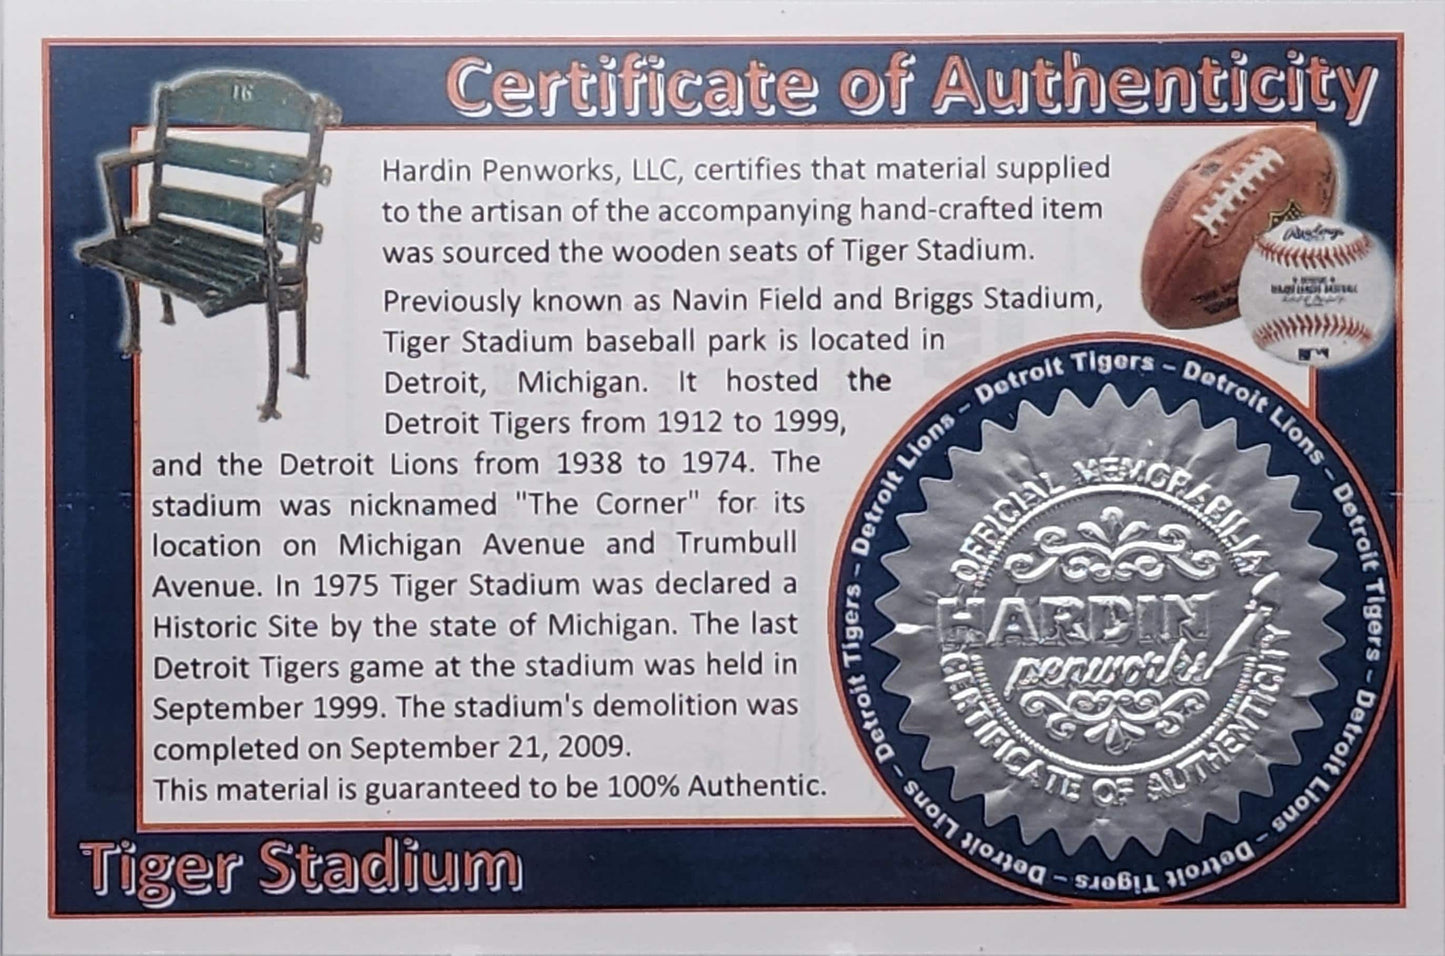 Certificate of Authenticity
16
Hardin Penworks, LLC, certifies that material supplied
to the artisan of the accompanying hand-crafted item
was sourced the wooden seats of Tiger Stadium.
Previously known as Navin Field and Briggs Stadium,
Tiger Stadium baseball park is located in
Detroit, Michigan. It hosted the
Detroit Tigers from 1912 to 1999,
and the Detroit Lions from 1938 to 1974. The
stadium was nicknamed "The Corner" for its
location on Michigan Avenue and Trumbull
Avenue. In 1975 Tiger Stadium was declared a
Historic Site by the state of Michigan. The last
Detroit Tigers game at the stadium was held in
September 1999. The stadium's demolition was
completed on September 21, 2009.
This material is guaranteed to be 100% Authentic.
Rawlings
Detroit Tigers – Detroit Lions – Detroit Tigers – Detroit Lions – Detroit Tigers – Detroit Lions – Detroit Tigers – Detroit Lions –
OFFICIAL MEMORABILIA
HARDIN
penworks
CERTIFICATE OF AUTHENTICITY
Tiger Stadium